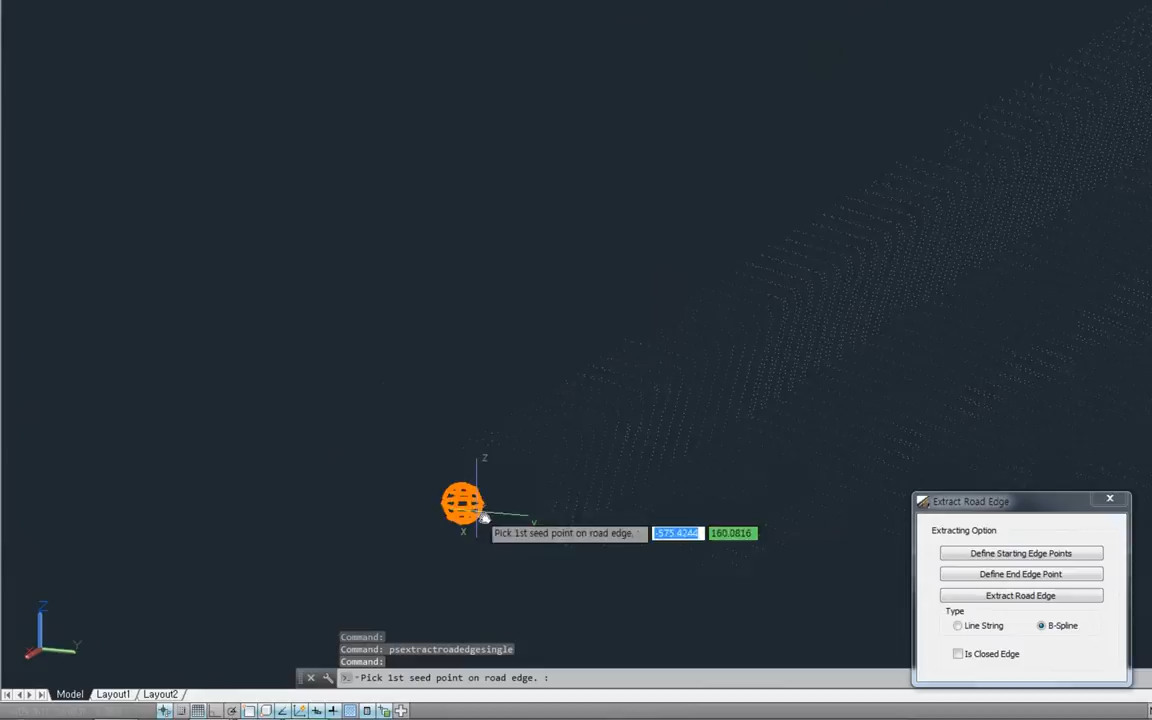 Z
Y
X
Pick 1st seed point on road edge,
-575.4244
160.0816
Extract Road Edge
Extracting Option
Define Starting Edge Points
Define End Edge Point
Extract Road Edge
Type
Line String
B-Spline
Is Closed Edge
Z
Y
X
Command:
Command: psextractroadedgesingle
Command:
Pick 1st seed point on road edge. :
Model
Layout1
Layout2